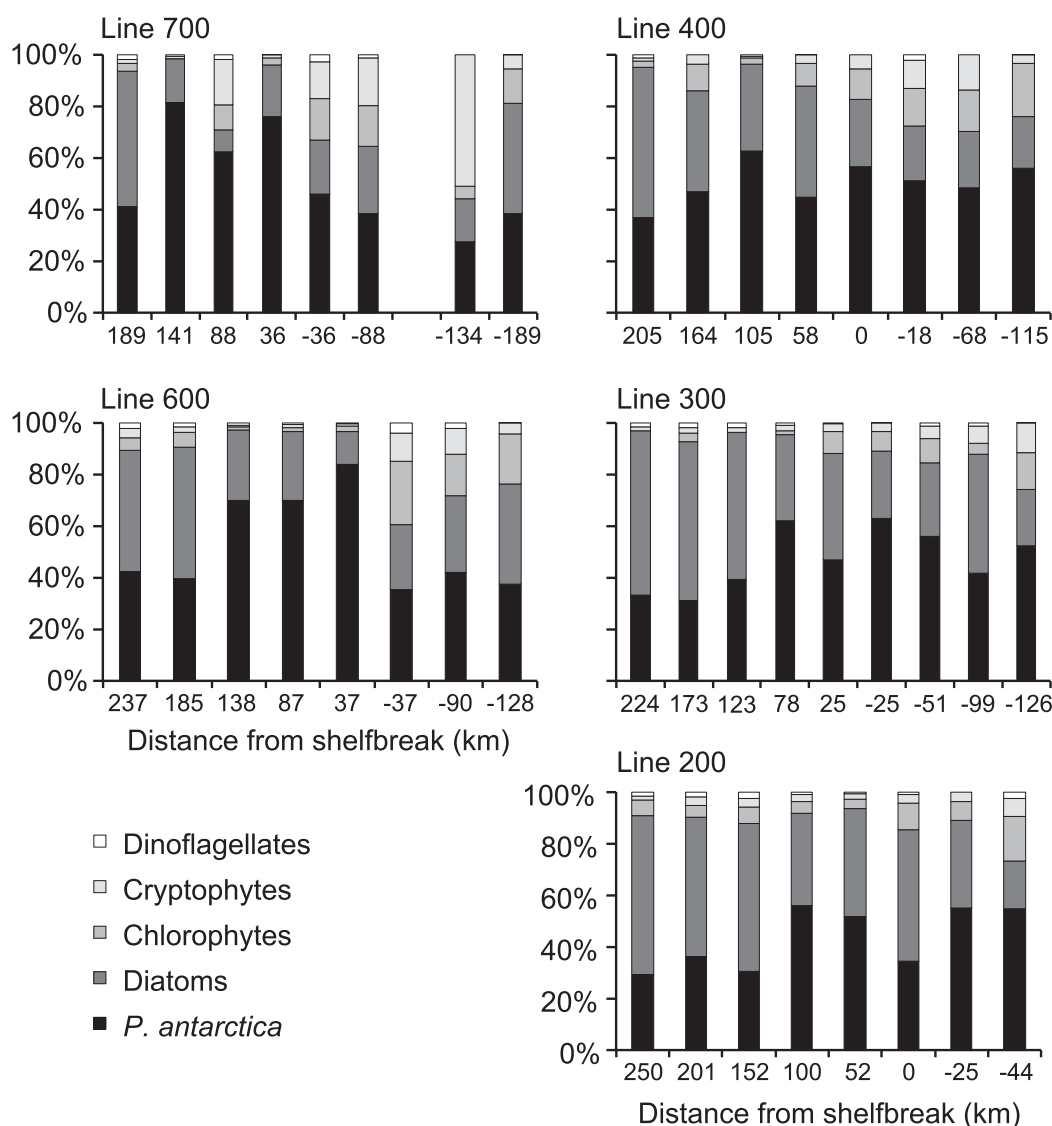 Line 700
100%
80%
60%
40%
20%
0%
189 141 88 36 -36 -88 -134 -189
Line 400
205 164 105 58 0 -18 -68 -115
Line 600
100%
80%
60%
40%
20%
0%
237 185 138 87 37 -37 -90 -128
Distance from shelfbreak (km)
Line 300
224 173 123 78 25 -25 -51 -99 -126
Line 200
100%
80%
60%
40%
20%
0%
250 201 152 100 52 0 -25 -44
Distance from shelfbreak (km)
Dinoflagellates
Cryptophytes
Chlorophytes
Diatoms
P. antarctica